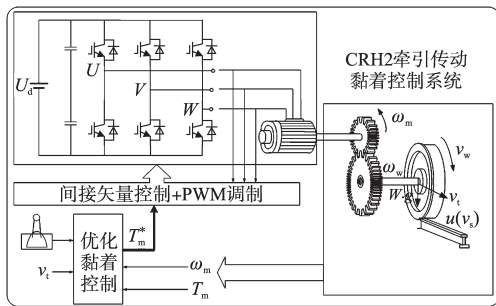 CRH2牵引传动
黏着控制系统
U_d
U
V
W
ω_m
ω_w
v_w
W_g
v_t
u(v_s)
间接矢量控制+PWM调制
优化
黏着
控制
T_m^*
v_t
ω_m
T_m